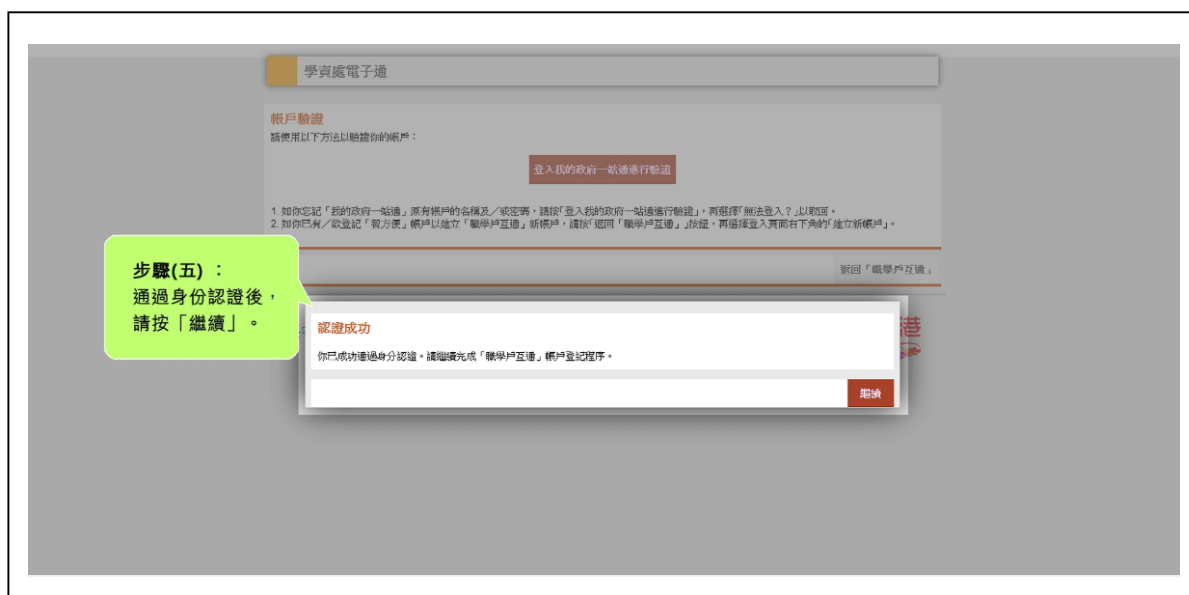 學資處電子通
帳戶驗證
請使用以下方法以驗證你的帳戶：
登入我的政府一站通進行驗證
1. 如你忘記「我的政府一站通」原有帳戶的名稱及／或密碼，請按「登入我的政府一站通進行驗證」，再選擇「無法登入？」以取回。
2. 如你已有／欲登記「智方便」帳戶以建立「職學戶互通」新帳戶，請按「返回「職學戶互通」」按鈕，再選擇登入頁面右下角的「建立新帳戶」。
返回「職學戶互通」
步驟(五)：
通過身份認證後，
請按「繼續」。
認證成功
你已成功通過身分認證。請繼續完成「職學戶互通」帳戶登記程序。
繼續
港